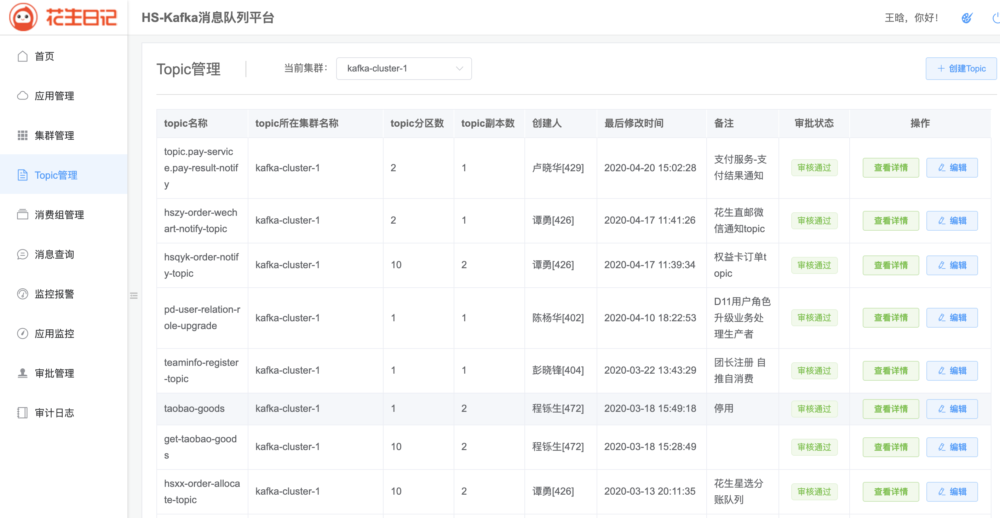 花生日记
HS-Kafka消息队列平台
王晗，你好！
首页
应用管理
集群管理
Topic管理
消费组管理
消息查询
监控报警
应用监控
审批管理
审计日志
Topic管理
当前集群：
kafka-cluster-1
创建Topic
topic名称 topic所在集群名称 topic分区数 topic副本数 创建人 最后修改时间 备注 审批状态 操作
topic.pay-servic
e.pay-result-notif
y
kafka-cluster-1 2 1 卢晓华[429] 2020-04-20 15:02:28
支付服务-支
付结果通知
审核通过 查看详情 编辑
hszy-order-wech
art-notify-topic
kafka-cluster-1 2 1 谭勇[426] 2020-04-17 11:41:26
花生直邮微
信通知topic
审核通过 查看详情 编辑
hsqyk-order-notif
y-topic
kafka-cluster-1 10 2 谭勇[426] 2020-04-17 11:39:34
权益卡订单t
opic
审核通过 查看详情 编辑
pd-user-relation-r
ole-upgrade
kafka-cluster-1 1 1 陈杨华[402] 2020-04-10 18:22:53
D11用户角色
升级业务处
理生产者
审核通过 查看详情 编辑
teaminfo-register
-topic
kafka-cluster-1 1 1 彭晓锋[404] 2020-03-22 13:43:29
团长注册 自
推自消费
审核通过 查看详情 编辑
taobao-goods kafka-cluster-1 1 2 程铄生[472] 2020-03-18 15:49:18 停用 审核通过 查看详情 编辑
get-taobao-good
s
kafka-cluster-1 10 2 程铄生[472] 2020-03-18 15:28:49 审核通过 查看详情 编辑
hsxx-order-alloca
te-topic
kafka-cluster-1 10 2 谭勇[426] 2020-03-13 20:11:35
花生星选分
账队列
审核通过 查看详情 编辑